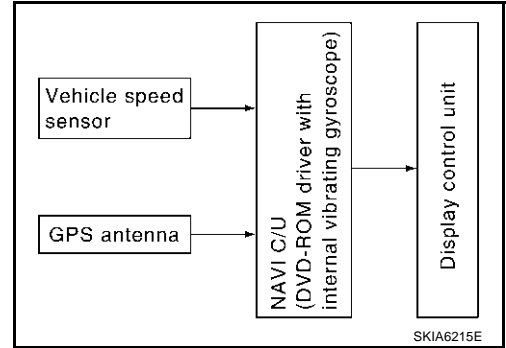 Vehicle speed
sensor
GPS antenna
NAVI C/U
(DVD-ROM driver with
internal vibrating gyroscope)
Display control unit
SKIA6215E